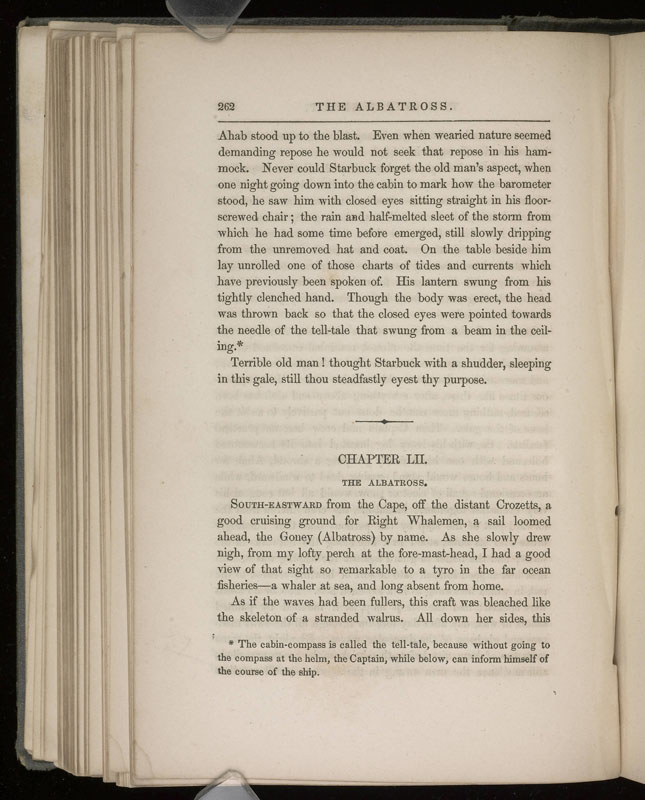 262 THE ALBATROSS.
Ahab stood up to the blast. Even when wearied nature seemed
demanding repose he would not seek that repose in his ham-
mock. Never could Starbuck forget the old man's aspect, when
one night going down into the cabin to mark how the barometer
stood, he saw him with closed eyes sitting straight in his floor-
screwed chair; the rain and half-melted sleet of the storm from
which he had some time before emerged, still slowly dripping
from the unremoved hat and coat. On the table beside him
lay unrolled one of those charts of tides and currents which
have previously been spoken of. His lantern swung from his
tightly clenched hand. Though the body was erect, the head
was thrown back so that the closed eyes were pointed towards
the needle of the tell-tale that swung from a beam in the ceil-
ing.*
Terrible old man! thought Starbuck with a shudder, sleeping
in this gale, still thou steadfastly eyest thy purpose.
CHAPTER LII.
THE ALBATROSS.
SOUTH-EASTWARD from the Cape, off the distant Crozetts, a
good cruising ground for Right Whalemen, a sail loomed
ahead, the Goney (Albatross) by name. As she slowly drew
nigh, from my lofty perch at the fore-mast-head, I had a good
view of that sight so remarkable to a tyro in the far ocean
fisheries—a whaler at sea, and long absent from home.
As if the waves had been fullers, this craft was bleached like
the skeleton of a stranded walrus. All down her sides, this
* The cabin-compass is called the tell-tale, because without going to
the compass at the helm, the Captain, while below, can inform himself of
the course of the ship.